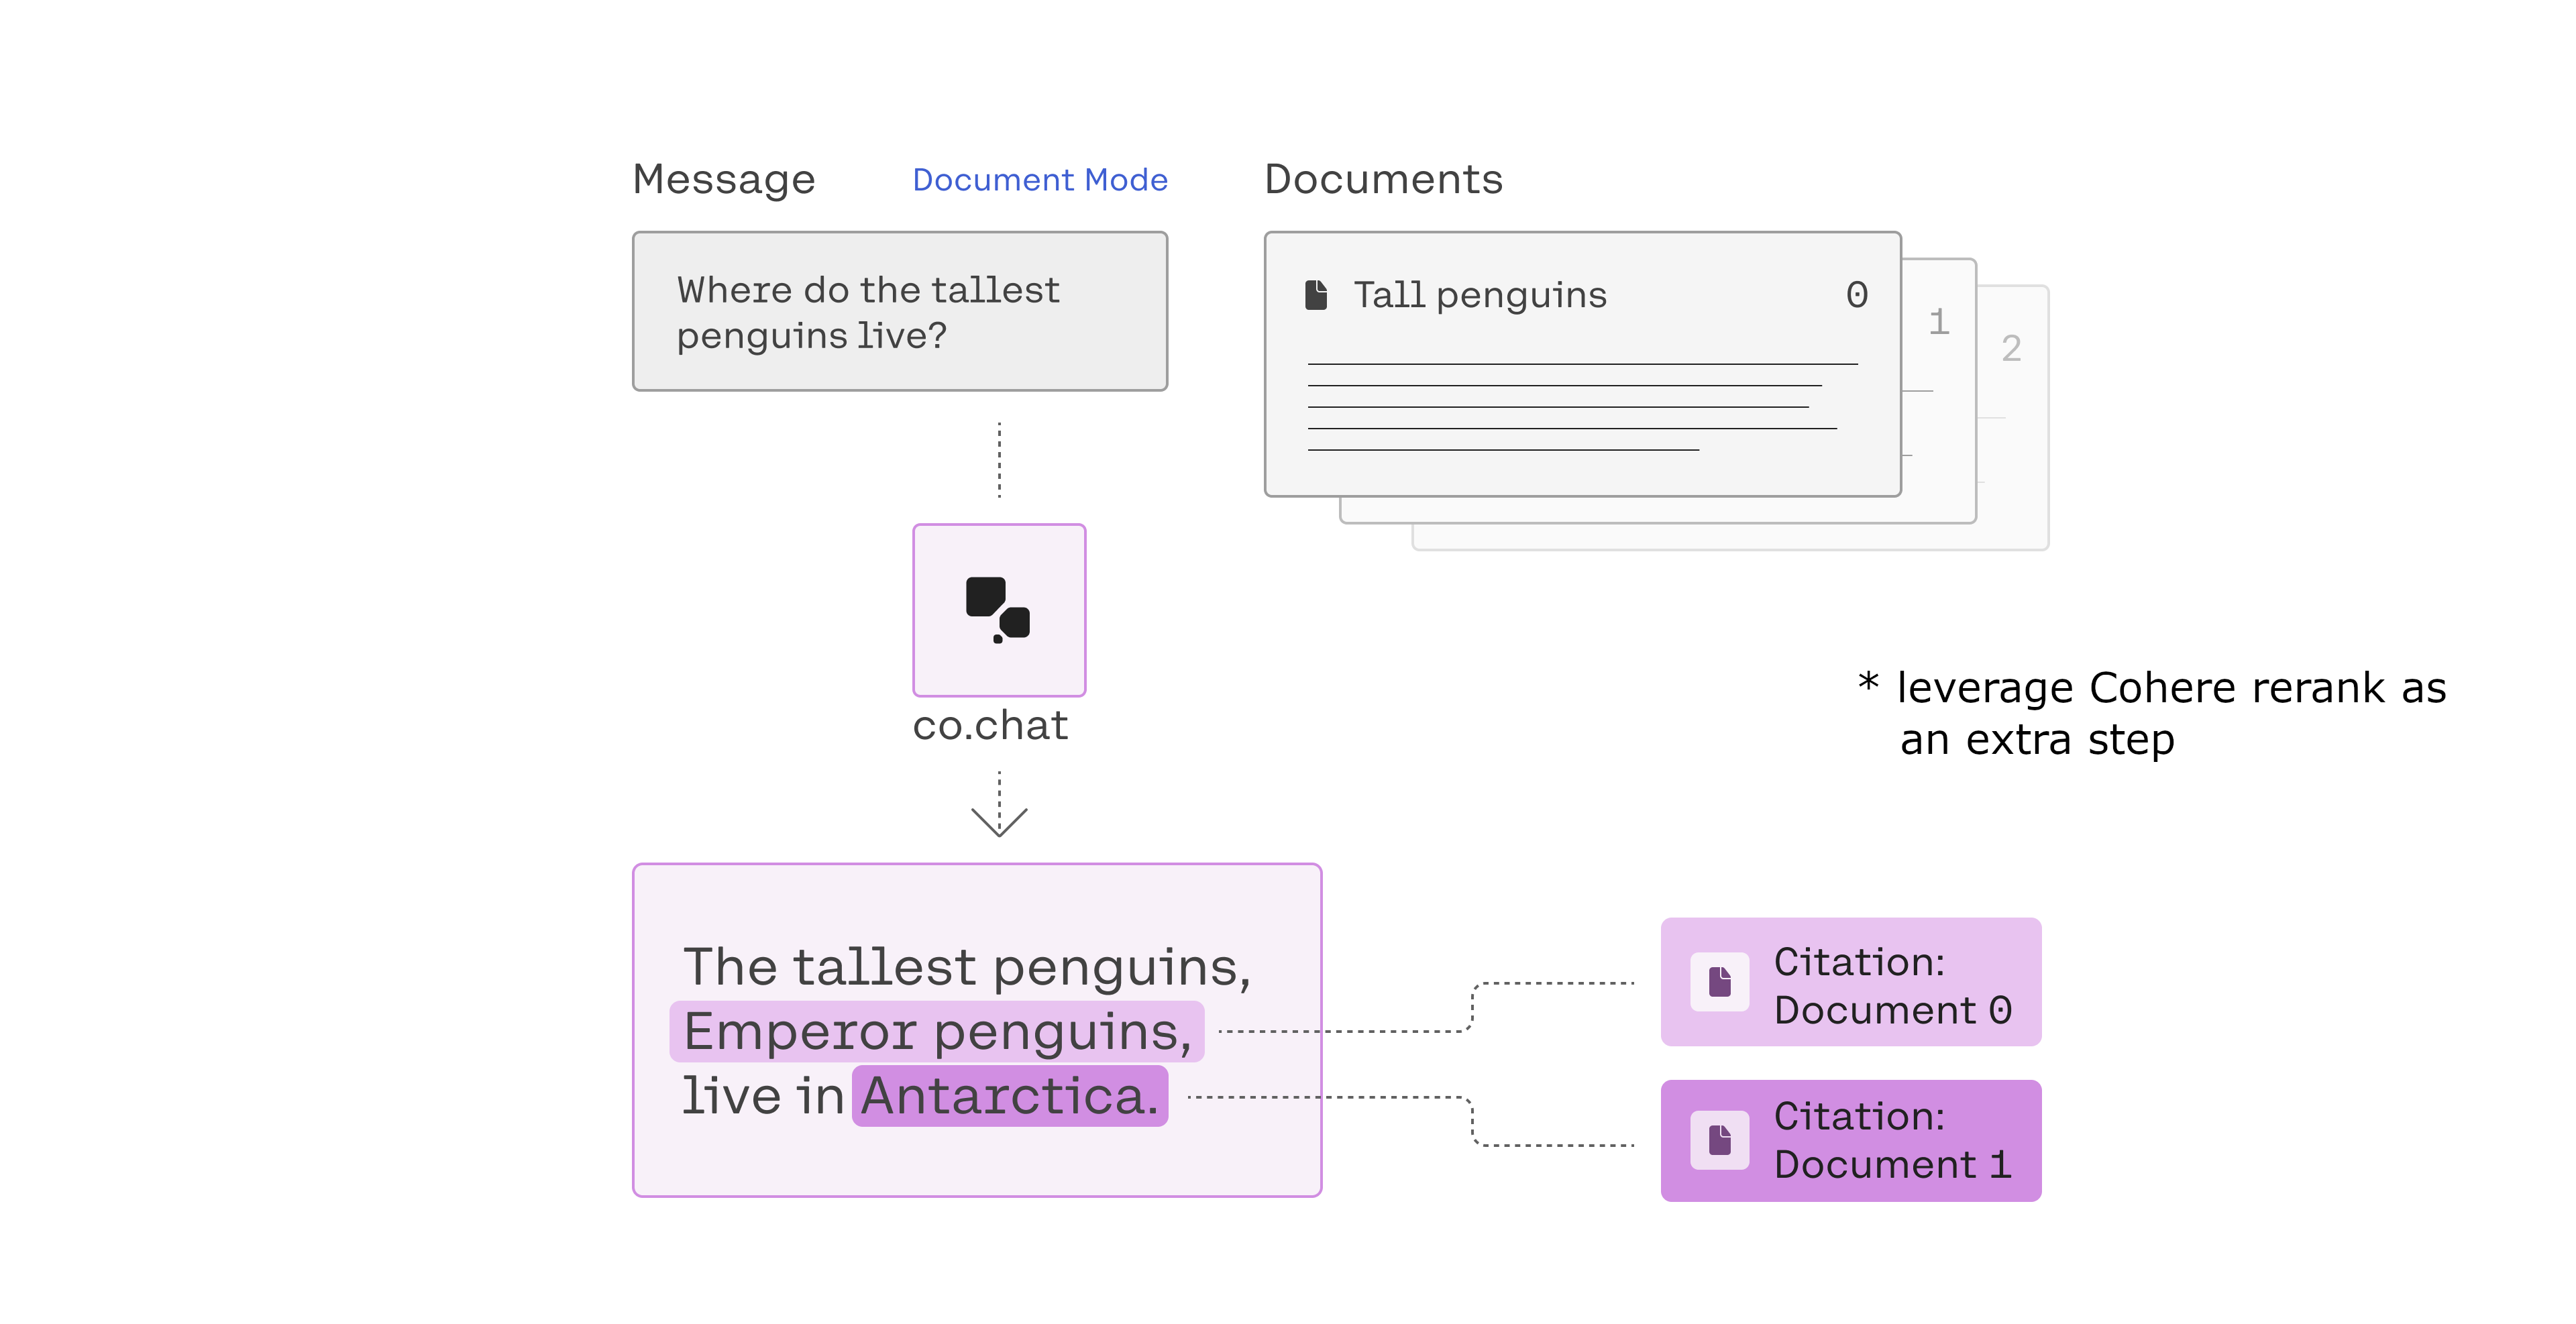 Message
Document Mode
Where do the tallest
penguins live?
Documents
Tall penguins
0
1
2
co.chat
* leverage Cohere rerank as
an extra step
The tallest penguins,
Emperor penguins,
live in Antarctica.
Citation:
Document 0
Citation:
Document 1